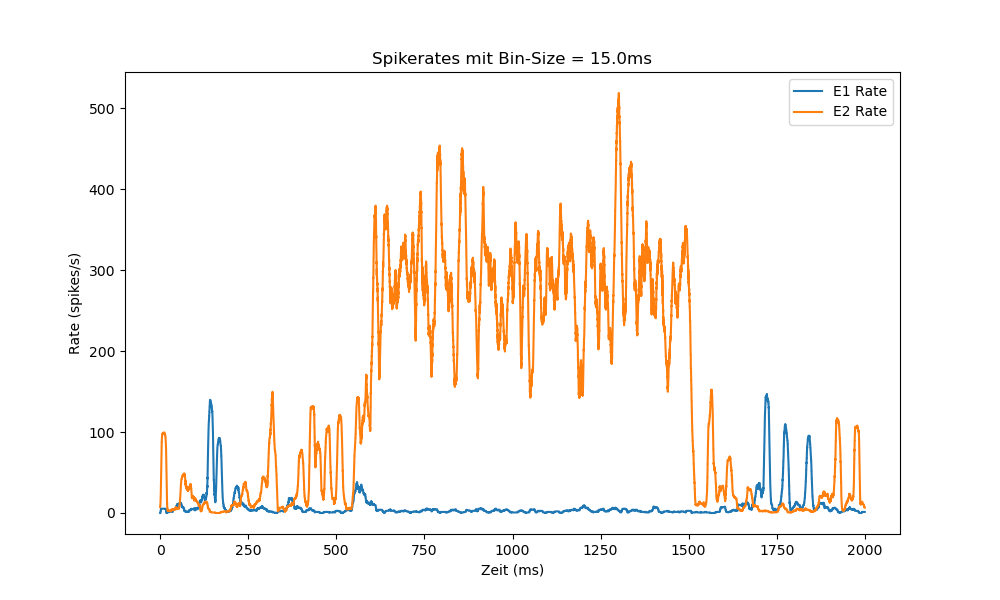 Spikerates mit Bin-Size = 15.0ms
E1 Rate
E2 Rate
500
400
300
200
100
0
Rate (spikes/s)
0 250 500 750 1000 1250 1500 1750 2000
Zeit (ms)